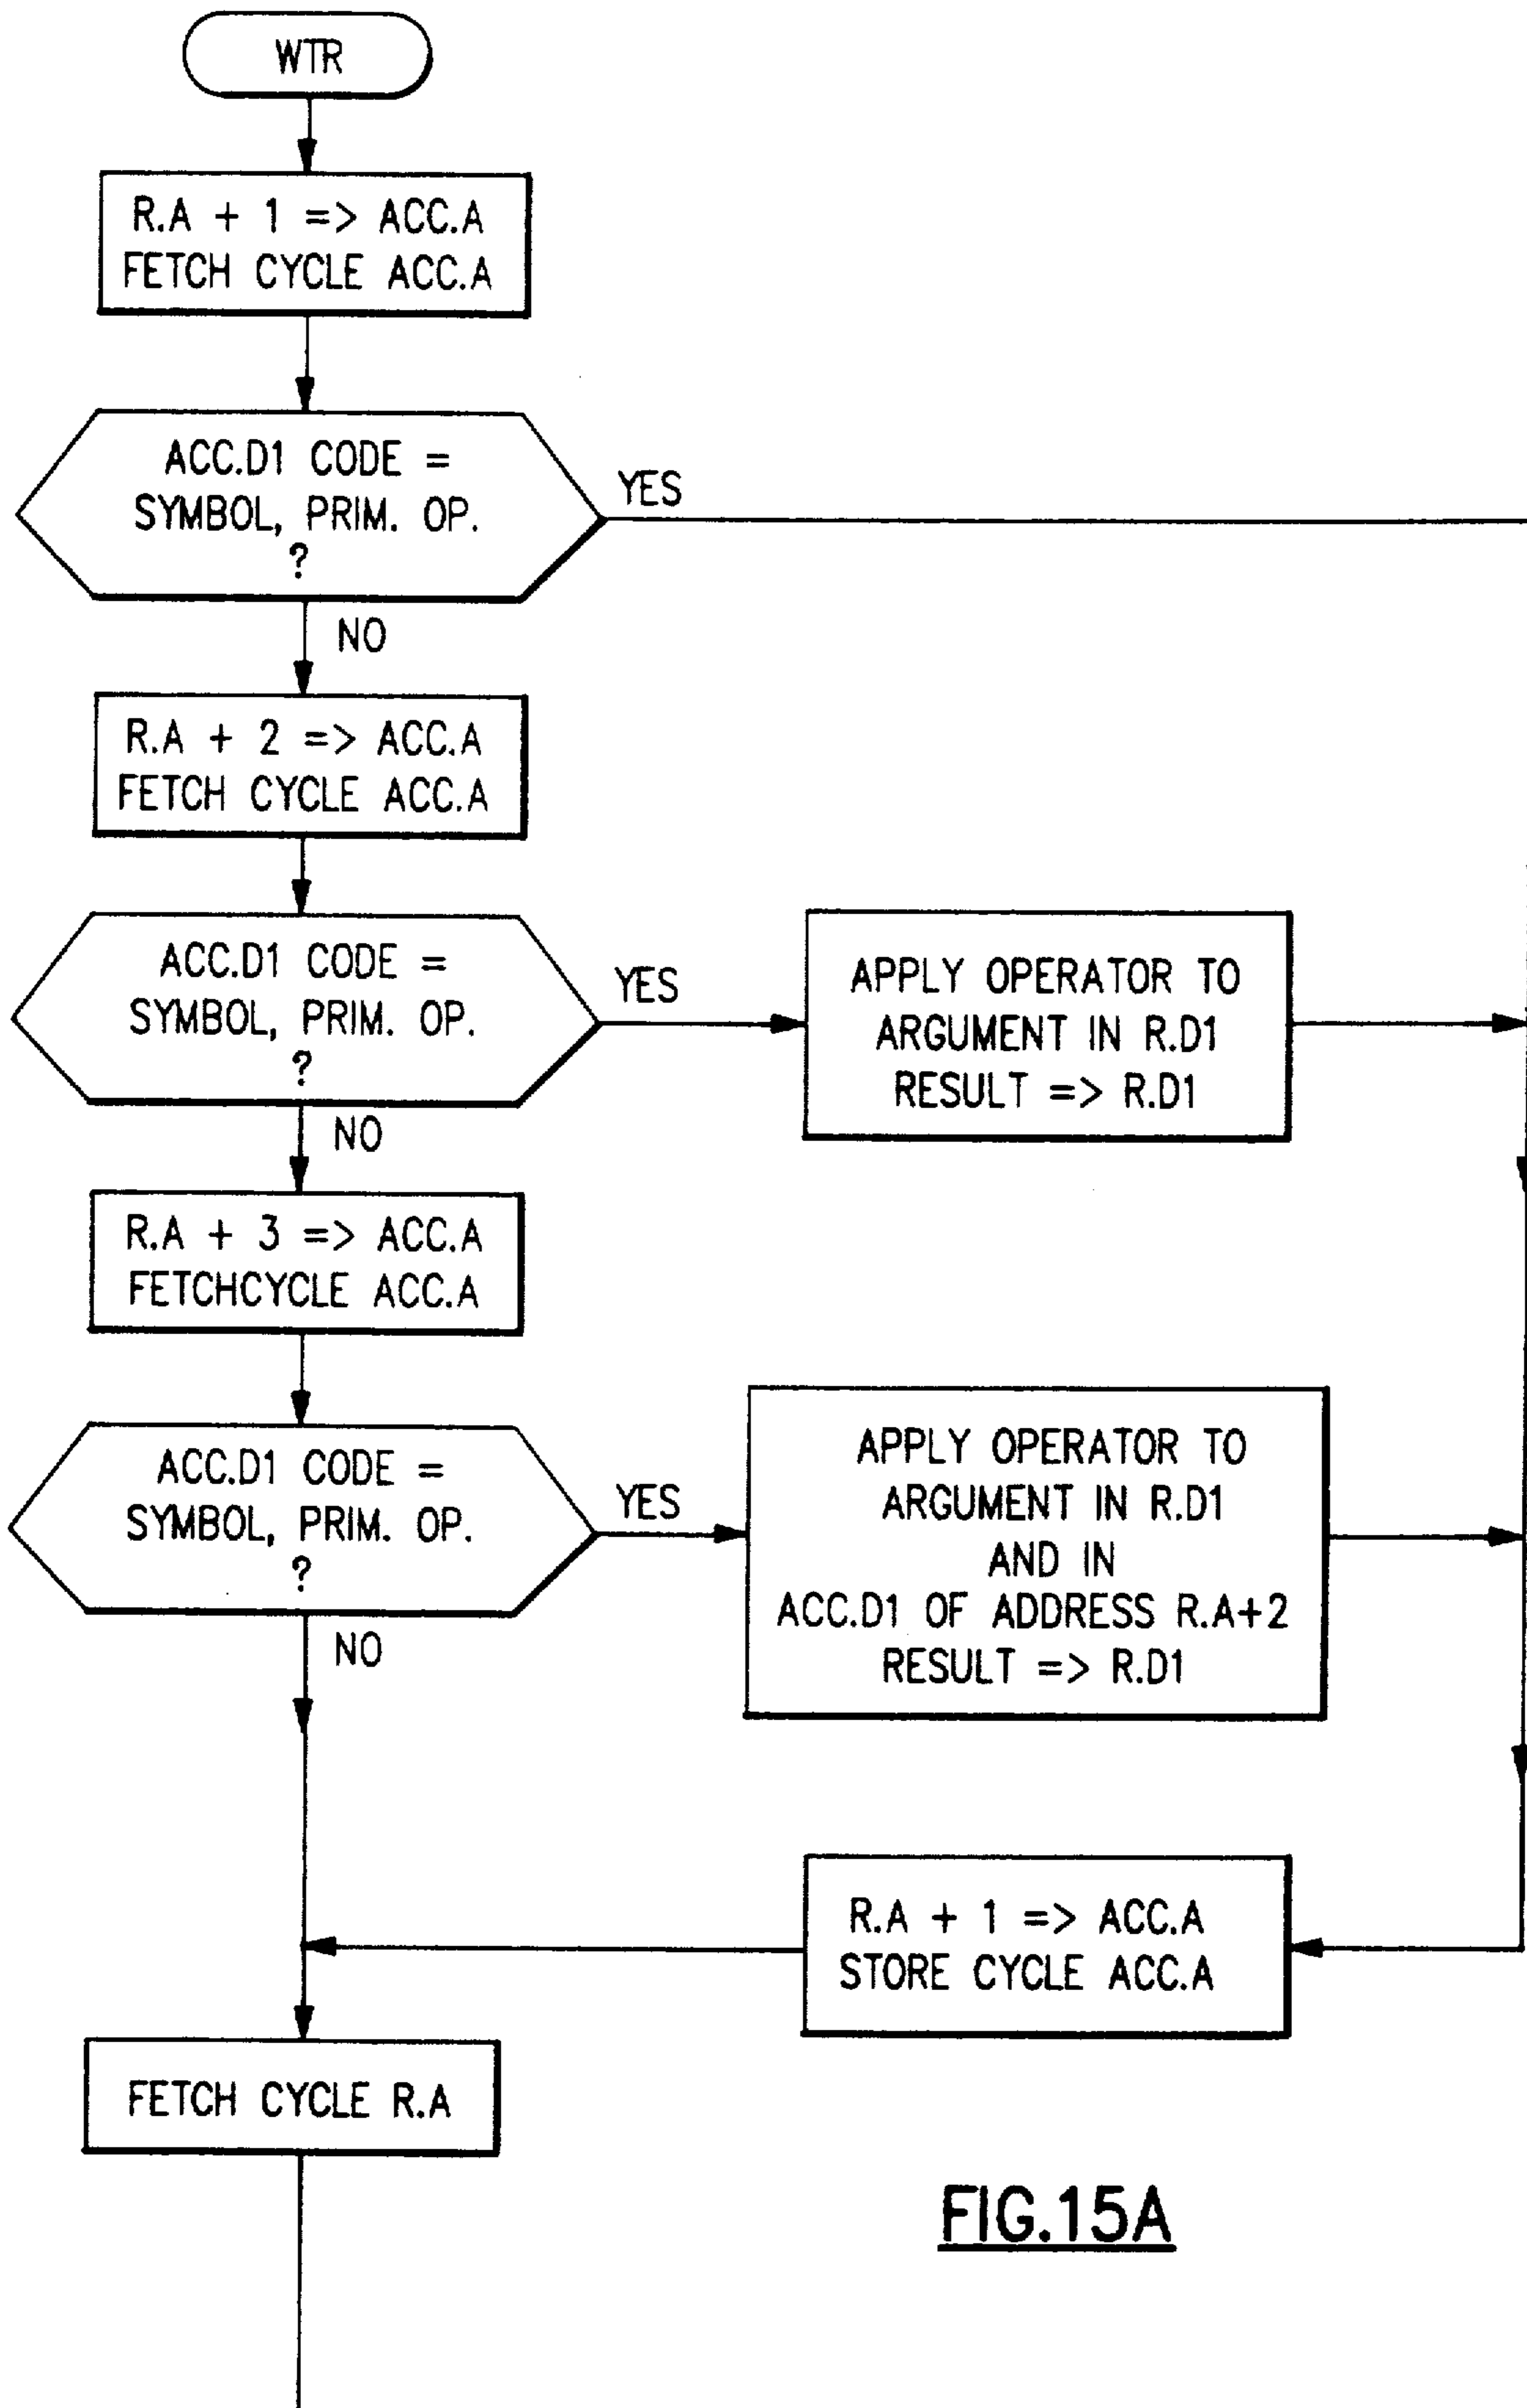 WTR
R.A + 1 => ACC.A
FETCH CYCLE ACC.A
ACC.D1 CODE =
SYMBOL, PRIM. OP.
?
YES
NO
R.A + 2 => ACC.A
FETCH CYCLE ACC.A
ACC.D1 CODE =
SYMBOL, PRIM. OP.
?
YES
APPLY OPERATOR TO
ARGUMENT IN R.D1
RESULT => R.D1
NO
R.A + 3 => ACC.A
FETCHCYCLE ACC.A
ACC.D1 CODE =
SYMBOL, PRIM. OP.
?
YES
APPLY OPERATOR TO
ARGUMENT IN R.D1
AND IN
ACC.D1 OF ADDRESS R.A+2
RESULT => R.D1
NO
R.A + 1 => ACC.A
STORE CYCLE ACC.A
FETCH CYCLE R.A
FIG.15A